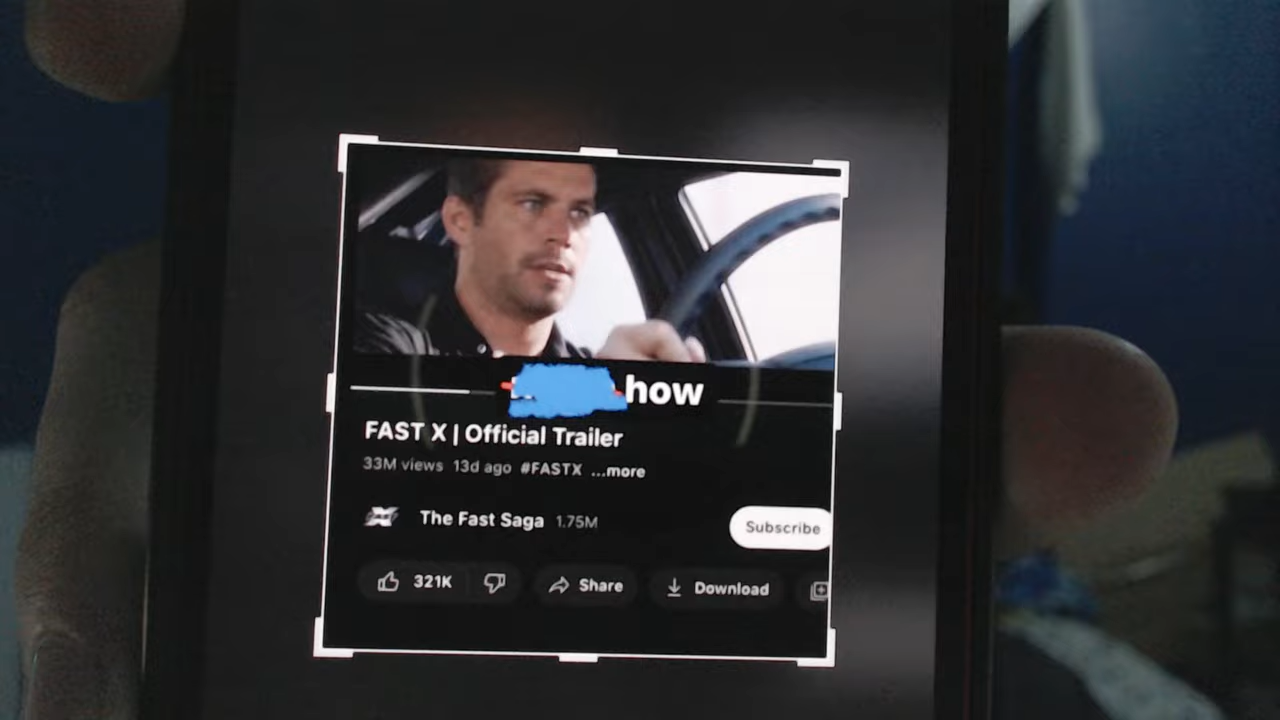 how
FAST X | Official Trailer
33M views 13d ago #FASTX ...more
The Fast Saga 1.75M
Subscribe
321K Share Download